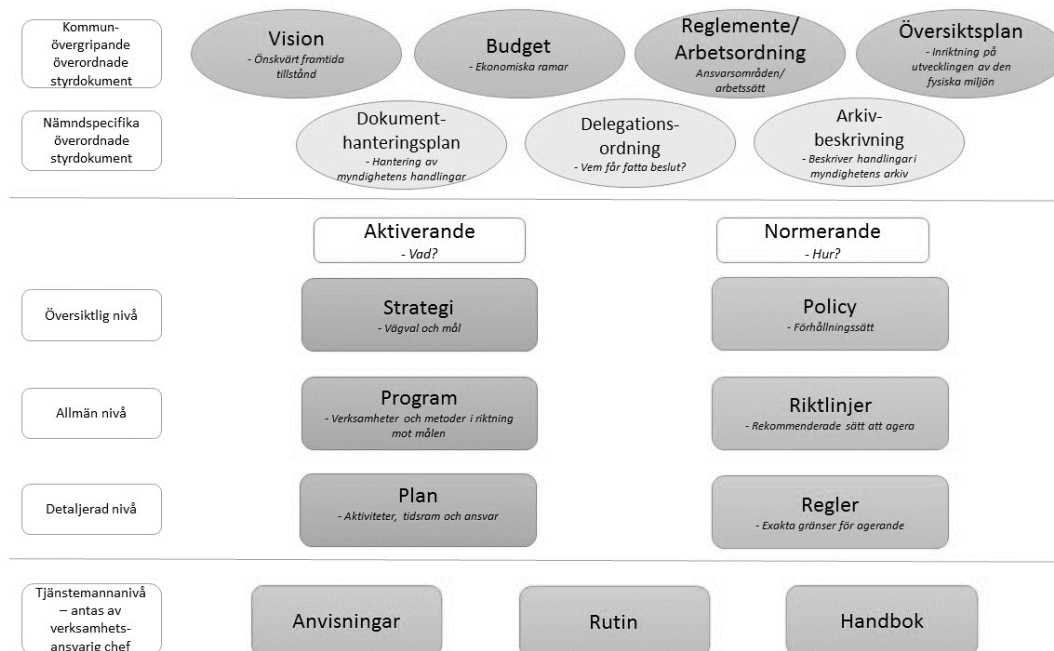 Kommun-
övergripande
överordnade
styrdokument
Vision
- Önskvärt framtida
tillstånd
Budget
- Ekonomiska ramar
Reglemente/
Arbetsordning
Ansvarsområden/
arbetssätt
Översiktsplan
- Inriktning på
utvecklingen av den
fysiska miljön
Nämndspecifika
överordnade
styrdokument
Dokument-
hanteringsplan
- Hantering av
myndighetens handlingar
Delegations-
ordning
- Vem får fatta beslut?
Arkiv-
beskrivning
- Beskriver handlingar i
myndighetens arkiv
Aktiverande
- Vad?
Normerande
- Hur?
Översiktlig nivå
Strategi
- Vägval och mål
Policy
- Förhållningssätt
Allmän nivå
Program
- Verksamheter och metoder i riktning
mot målen
Riktlinjer
- Rekommenderade sätt att agera
Detaljerad nivå
Plan
- Aktiviteter, tidsram och ansvar
Regler
- Exakta gränser för agerande
Tjänstemannanivå
– antas av
verksamhets-
ansvarig chef
Anvisningar
Rutin
Handbok